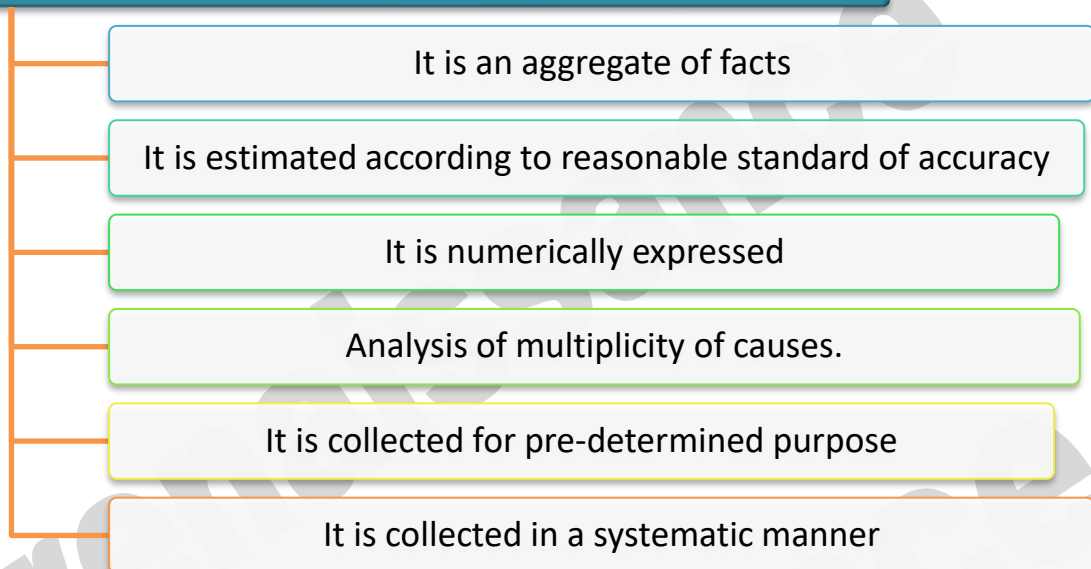 It is an aggregate of facts
It is estimated according to reasonable standard of accuracy
It is numerically expressed
Analysis of multiplicity of causes.
It is collected for pre-determined purpose
It is collected in a systematic manner
renaissance